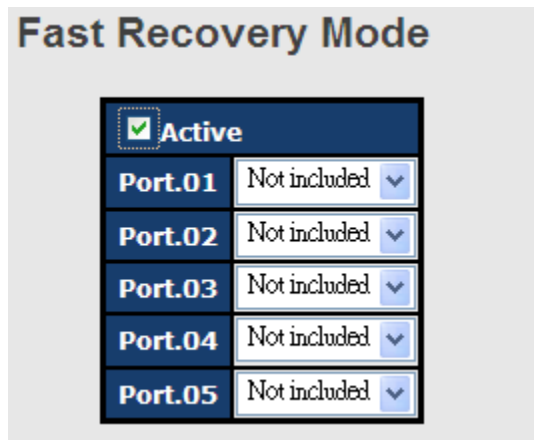 Fast Recovery Mode
Active
Port.01 Not included
Port.02 Not included
Port.03 Not included
Port.04 Not included
Port.05 Not included